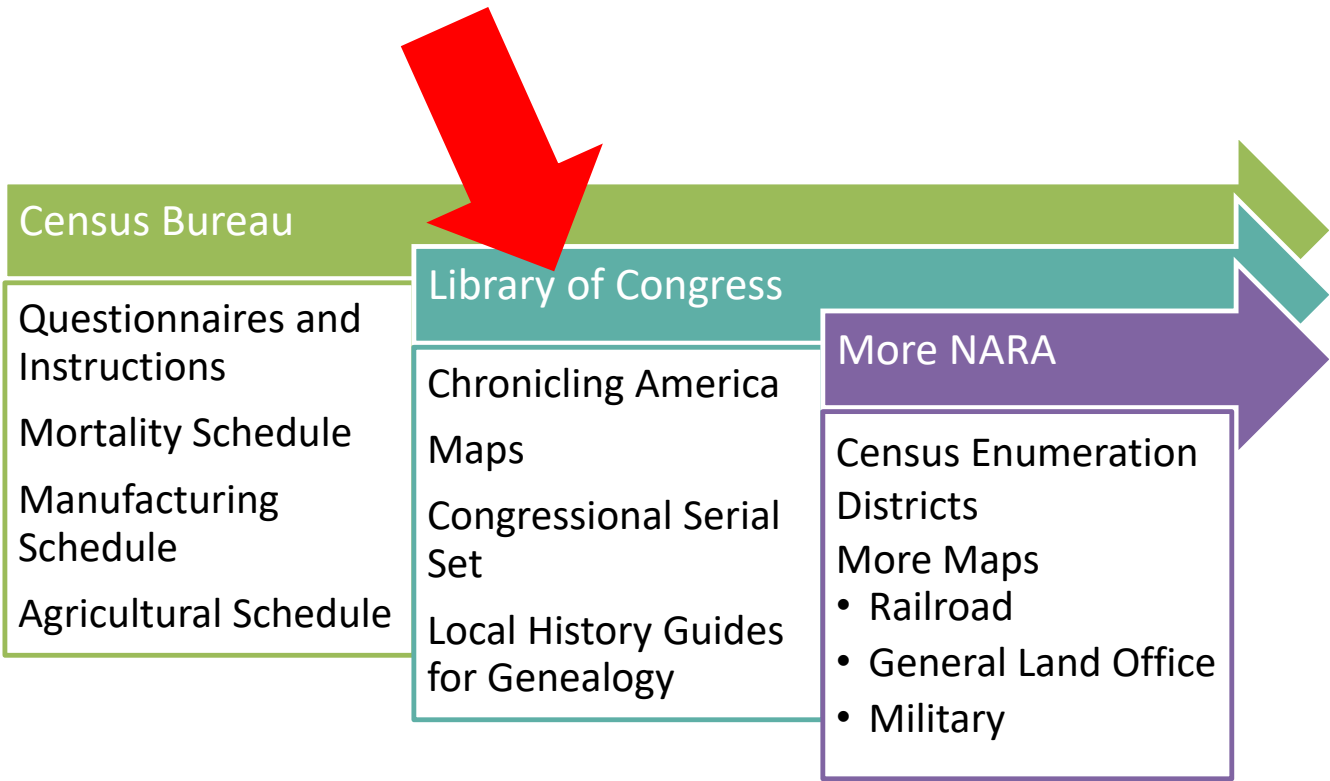 Census Bureau
Questionnaires and
Instructions
Mortality Schedule
Manufacturing
Schedule
Agricultural Schedule
Library of Congress
Chronicling America
Maps
Congressional Serial
Set
Local History Guides
for Genealogy
More NARA
Census Enumeration
Districts
More Maps
• Railroad
• General Land Office
• Military